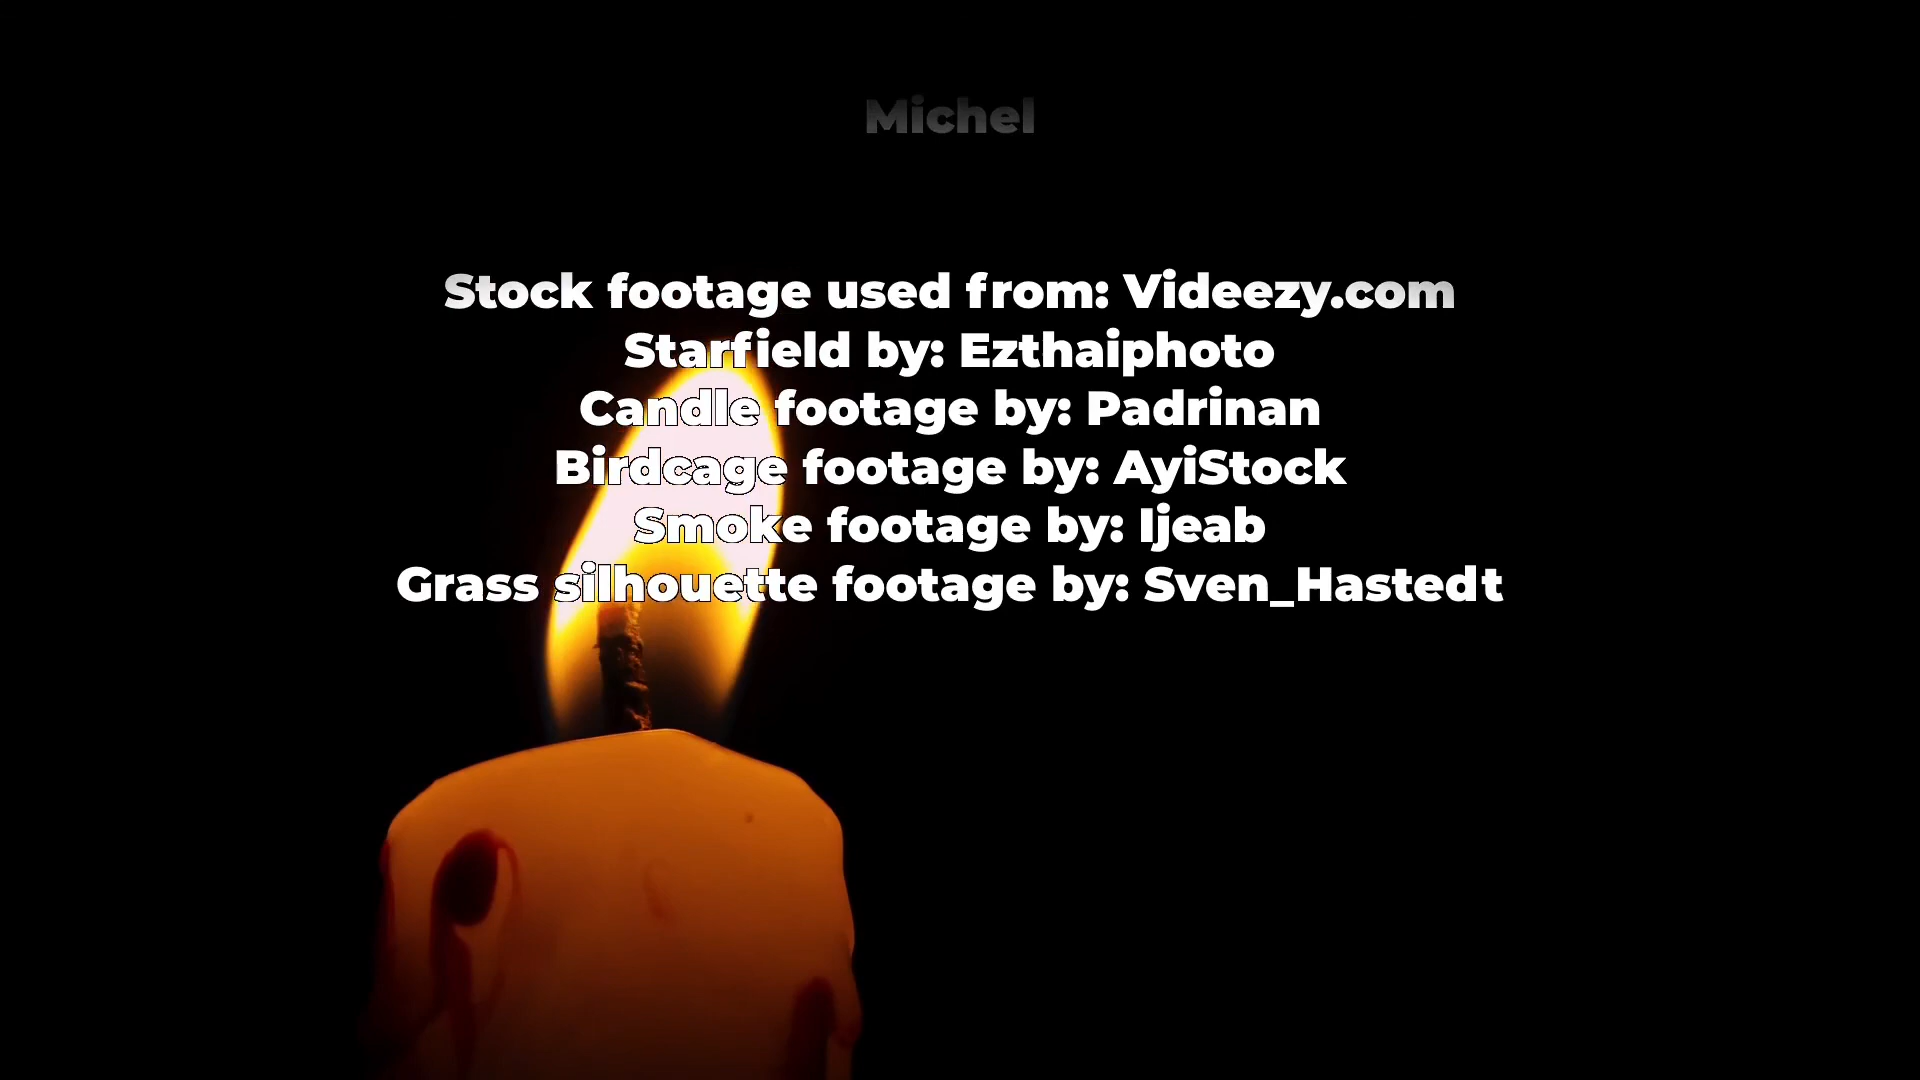 Michel
Stock footage used from: Videezy.com
Starfield by: Ezthaiphoto
Candle footage by: Padrinan
Birdcage footage by: AyiStock
Smoke footage by: Ijeab
Grass silhouette footage by: Sven_Hastedt